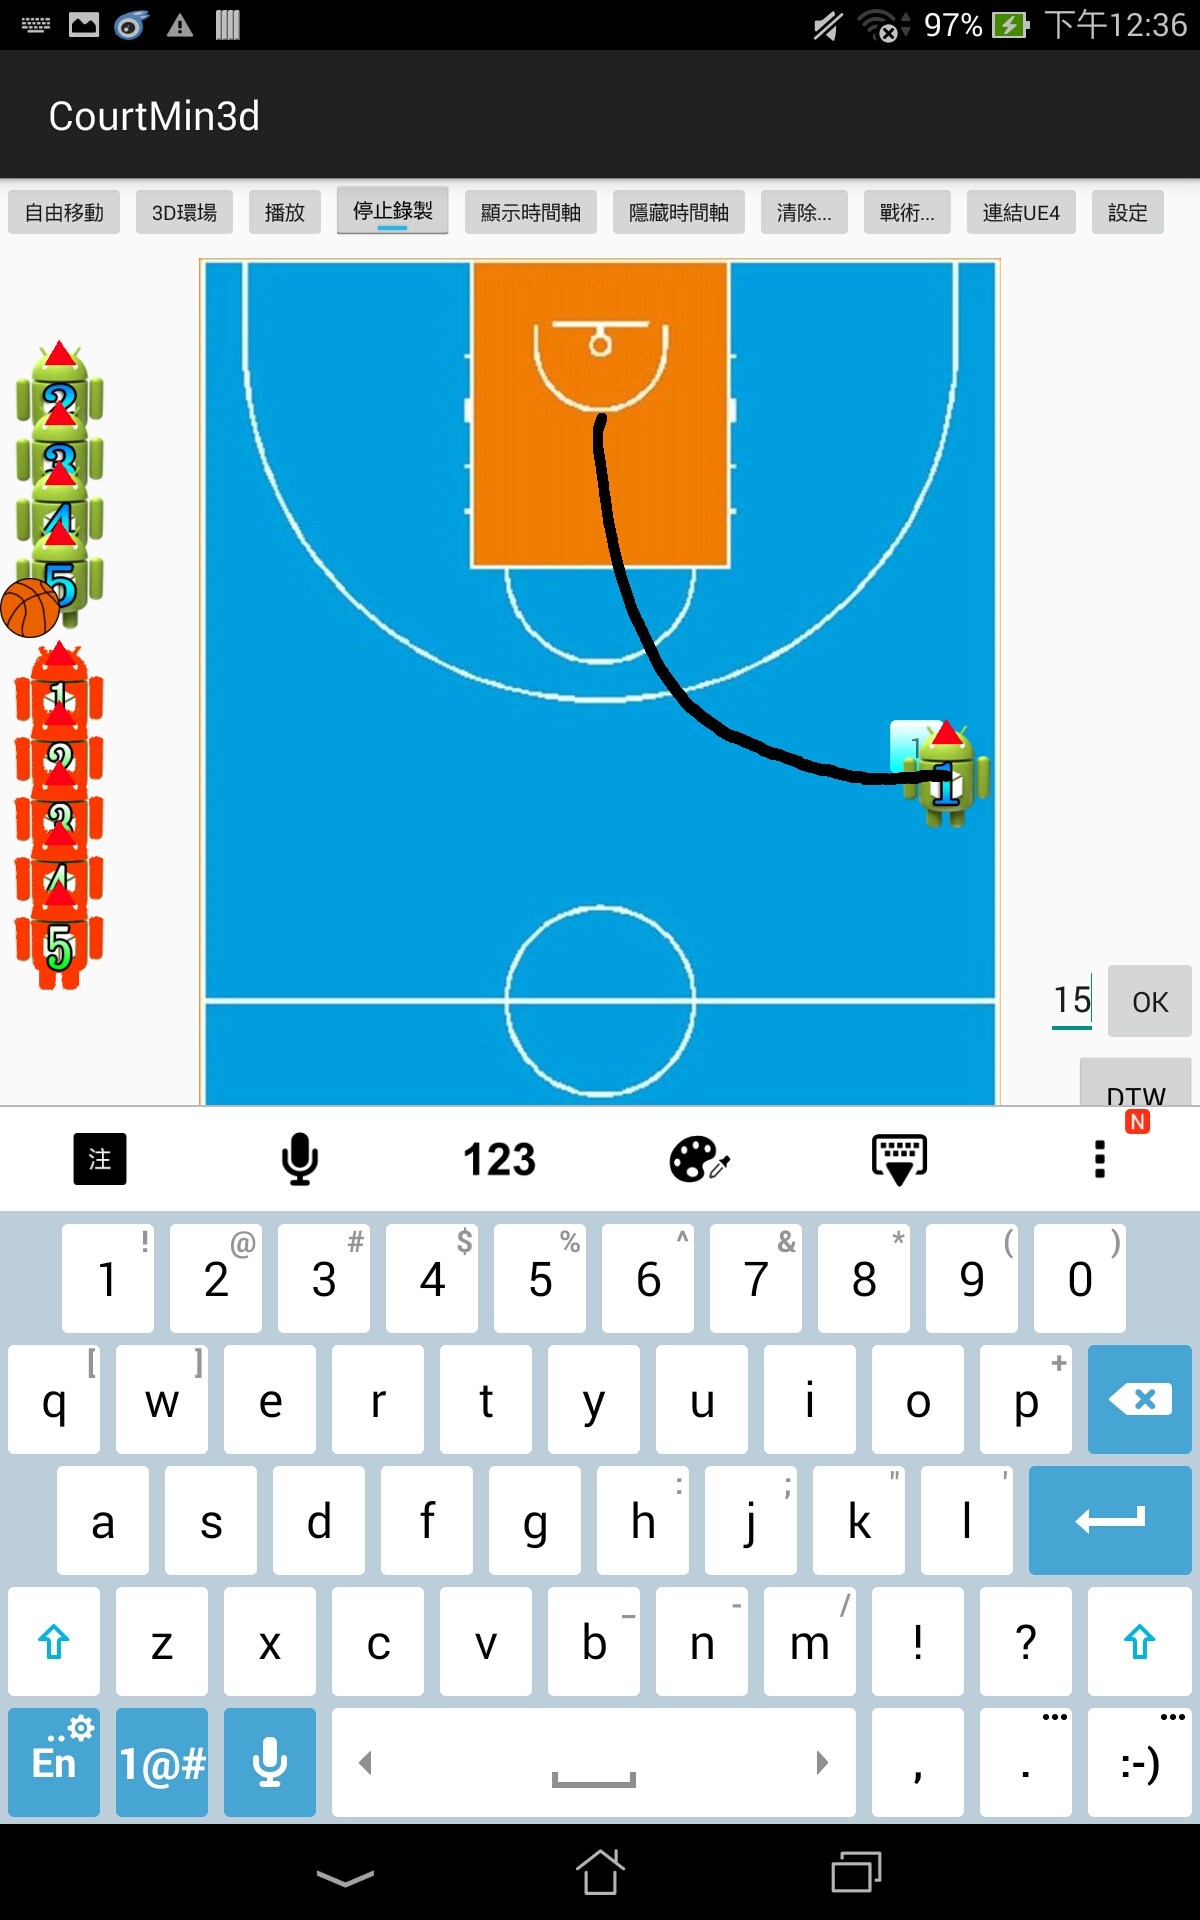 97% 下午12:36
CourtMin3d
自由移動 3D環場 播放 停止錄製 顯示時間軸 隱藏時間軸 清除... 戰術... 連結UE4 設定
2
3
4
5
1
2
3
4
5
1
1
15 OK
DTW
N
注 123
! @ # $ % ^ & * ( )
1 2 3 4 5 6 7 8 9 0
[ ] +
q w e r t y u i o p
: ; " '
a s d f g h j k l
_ - /
z x c v b n m ! ?
En 1@# , . :-)